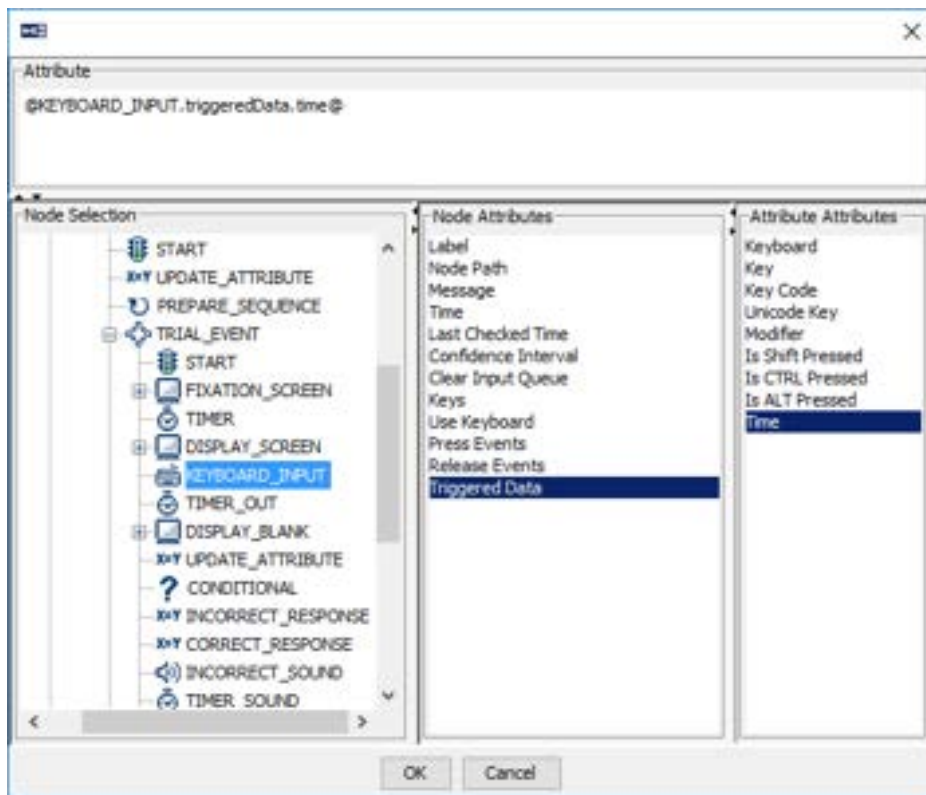 Attribute
@KEYBOARD_INPUT.triggeredData.time@
Node Selection
START
X=Y UPDATE_ATTRIBUTE
PREPARE_SEQUENCE
TRIAL_EVENT
START
FIXATION_SCREEN
TIMER
DISPLAY_SCREEN
KEYBOARD_INPUT
TIMER_OUT
DISPLAY_BLANK
X=Y UPDATE_ATTRIBUTE
? CONDITIONAL
X=Y INCORRECT_RESPONSE
X=Y CORRECT_RESPONSE
INCORRECT_SOUND
TIMER_SOUND
Node Attributes
Label
Node Path
Message
Time
Last Checked Time
Confidence Interval
Clear Input Queue
Keys
Use Keyboard
Press Events
Release Events
Triggered Data
Attribute Attributes
Keyboard
Key
Key Code
Unicode Key
Modifier
Is Shift Pressed
Is CTRL Pressed
Is ALT Pressed
Time
OK
Cancel